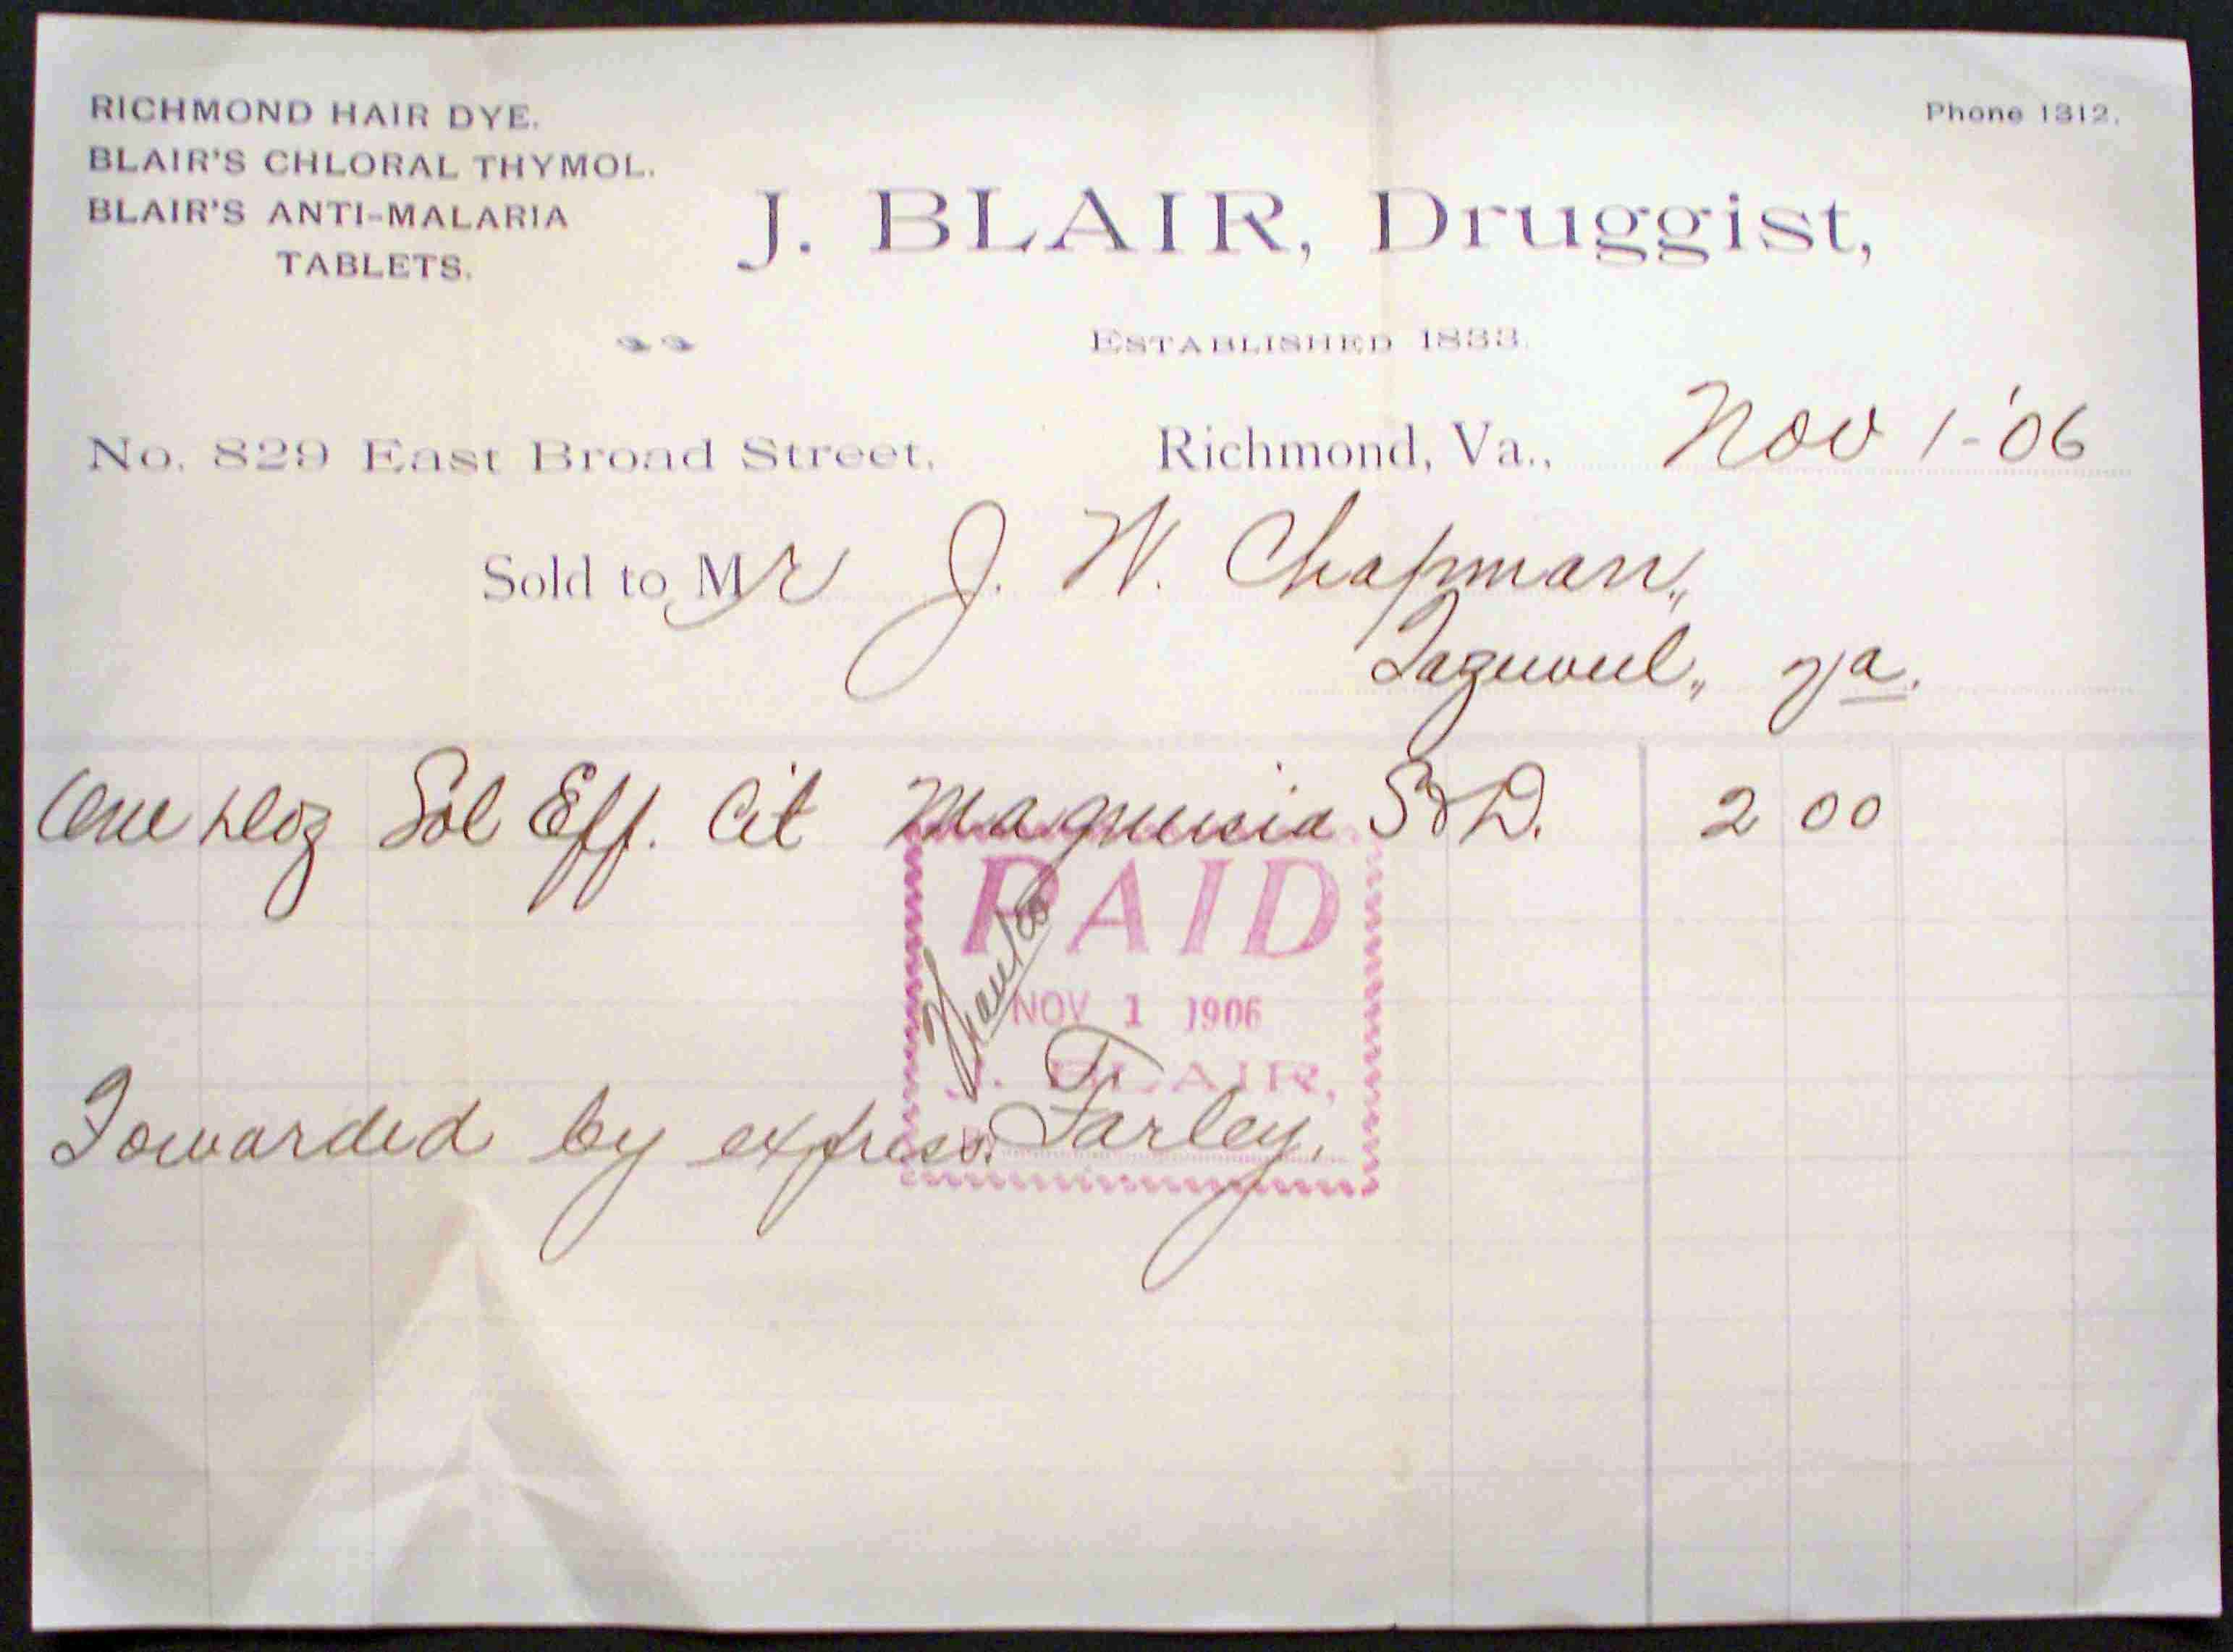 RICHMOND HAIR DYE.
BLAIR'S CHLORAL THYMOL.
BLAIR'S ANTI-MALARIA
TABLETS.
Phone 1312.
J. BLAIR, Druggist,
ESTABLISHED 1833.
No. 829 East Broad Street.
Richmond, Va., Nov 1-'06
Sold to Mr J. W. Chapman,
Tazewell, Va.
One Doz Sol Eff. Cit Magnesia S&D. 2 00
PAID
Thanks
NOV 1 1906
J. BLAIR,
Forwarded by express. Farley.